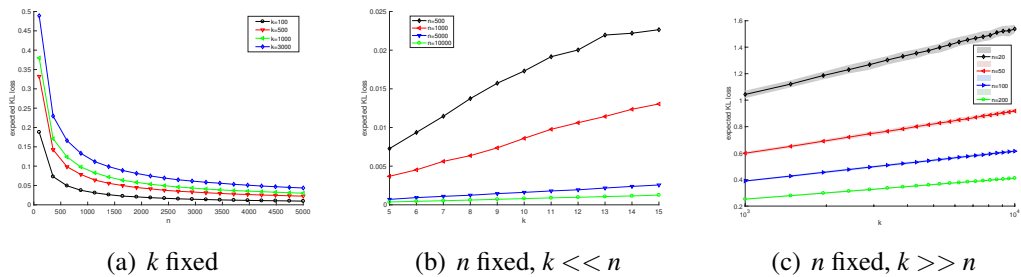 0.5
0.45
0.4
0.35
0.3
0.25
0.2
0.15
0.1
0.05
0
expected KL loss
k=100
k=500
k=1000
k=3000
0 500 1000 1500 2000 2500 3000 3500 4000 4500 5000
n
(a) k fixed
0.025
0.02
0.015
0.01
0.005
0
expected KL loss
n=500
n=1000
n=5000
n=10000
5 6 7 8 9 10 11 12 13 14 15
k
(b) n fixed, k << n
1.6
1.4
1.2
1
0.8
0.6
0.4
0.2
expected KL loss
n=20
n=50
n=100
n=200
10^3 10^4
k
(c) n fixed, k >> n